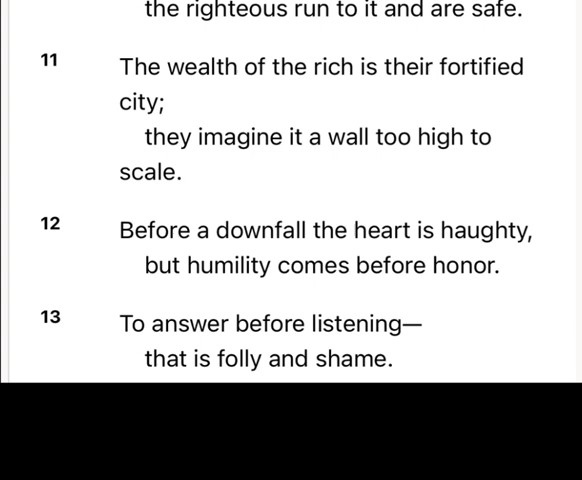 the righteous run to it and are safe.
11 The wealth of the rich is their fortified
city;
they imagine it a wall too high to
scale.
12 Before a downfall the heart is haughty,
but humility comes before honor.
13 To answer before listening—
that is folly and shame.